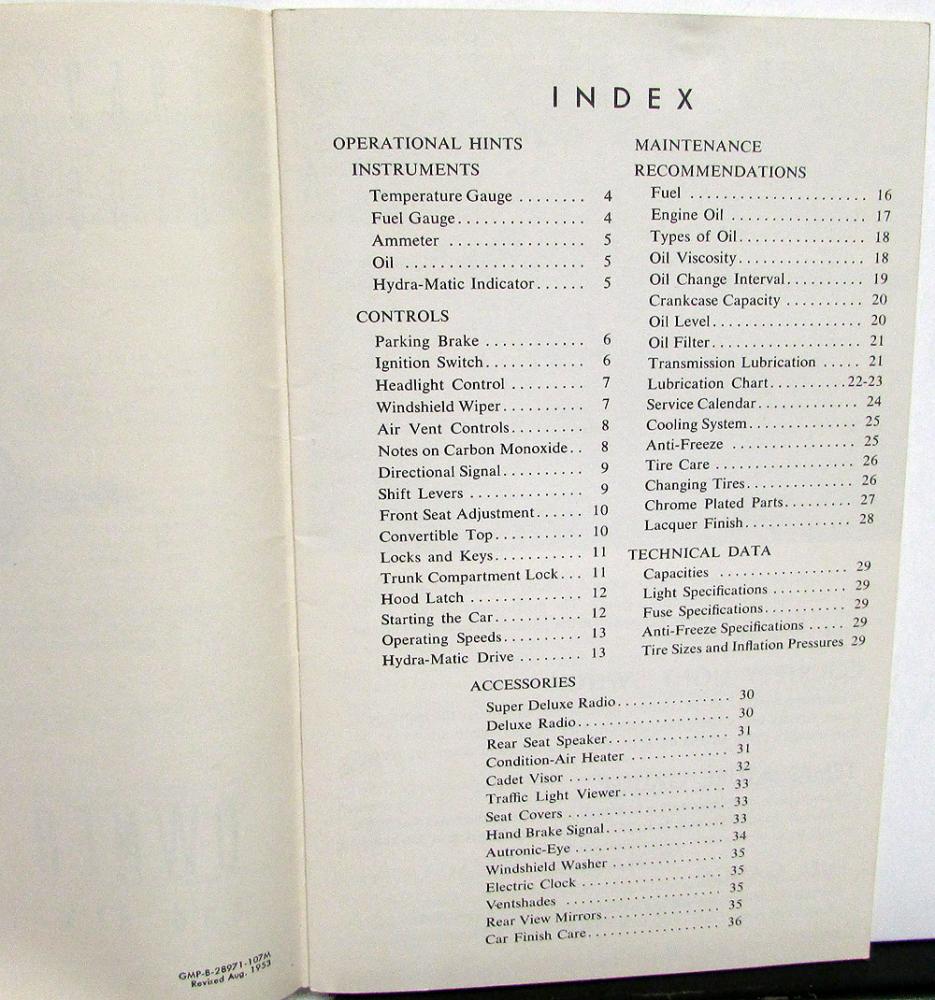 INDEX
OPERATIONAL HINTS
INSTRUMENTS
Temperature Gauge ........ 4
Fuel Gauge............... 4
Ammeter ................ 5
Oil ..................... 5
Hydra-Matic Indicator...... 5
CONTROLS
Parking Brake ............ 6
Ignition Switch............ 6
Headlight Control ......... 7
Windshield Wiper.......... 7
Air Vent Controls......... 8
Notes on Carbon Monoxide.. 8
Directional Signal.......... 9
Shift Levers .............. 9
Front Seat Adjustment...... 10
Convertible Top........... 10
Locks and Keys........... 11
Trunk Compartment Lock... 11
Hood Latch .............. 12
Starting the Car............ 12
Operating Speeds.......... 13
Hydra-Matic Drive ........ 13
MAINTENANCE
RECOMMENDATIONS
Fuel ....................... 16
Engine Oil ................. 17
Types of Oil................ 18
Oil Viscosity................ 18
Oil Change Interval.......... 19
Crankcase Capacity .......... 20
Oil Level................... 20
Oil Filter................... 21
Transmission Lubrication ..... 21
Lubrication Chart..........22-23
Service Calendar............. 24
Cooling System.............. 25
Anti-Freeze ................ 25
Tire Care .................. 26
Changing Tires.............. 26
Chrome Plated Parts......... 27
Lacquer Finish.............. 28
TECHNICAL DATA
Capacities ................. 29
Light Specifications .......... 29
Fuse Specifications........... 29
Anti-Freeze Specifications ..... 29
Tire Sizes and Inflation Pressures 29
ACCESSORIES
Super Deluxe Radio............... 30
Deluxe Radio.................... 30
Rear Seat Speaker................ 31
Condition-Air Heater .............. 31
Cadet Visor ..................... 32
Traffic Light Viewer............... 33
Seat Covers ..................... 33
Hand Brake Signal................ 33
Autronic-Eye .................... 34
Windshield Washer ............... 35
Electric Clock .................... 35
Ventshades ..................... 35
Rear View Mirrors................ 35
Car Finish Care.................. 36
GMP-B-28971-107M
Revised Aug. 1953